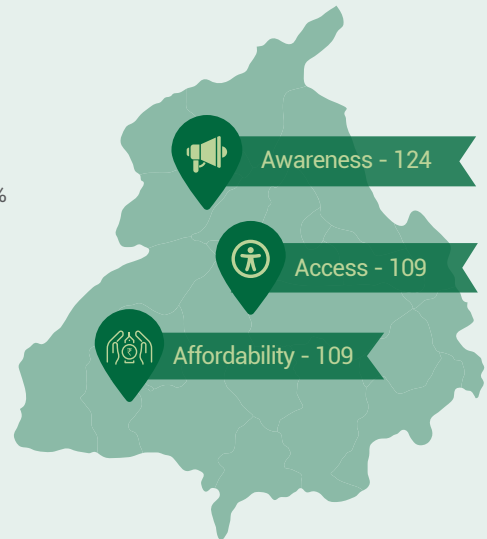 %
Awareness - 124
Access - 109
Affordability - 109
₹